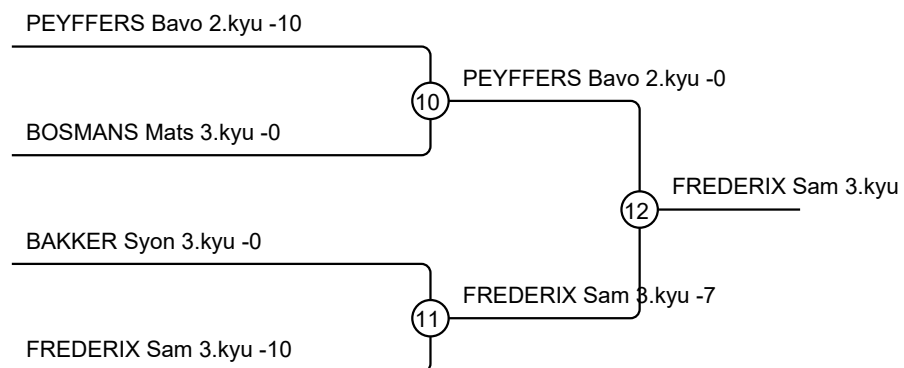 PEYFFERS Bavo 2.kyu -10
10
PEYFFERS Bavo 2.kyu -0
BOSMANS Mats 3.kyu -0
12
FREDERIX Sam 3.kyu
BAKKER Syon 3.kyu -0
11
FREDERIX Sam 3.kyu -7
FREDERIX Sam 3.kyu -10